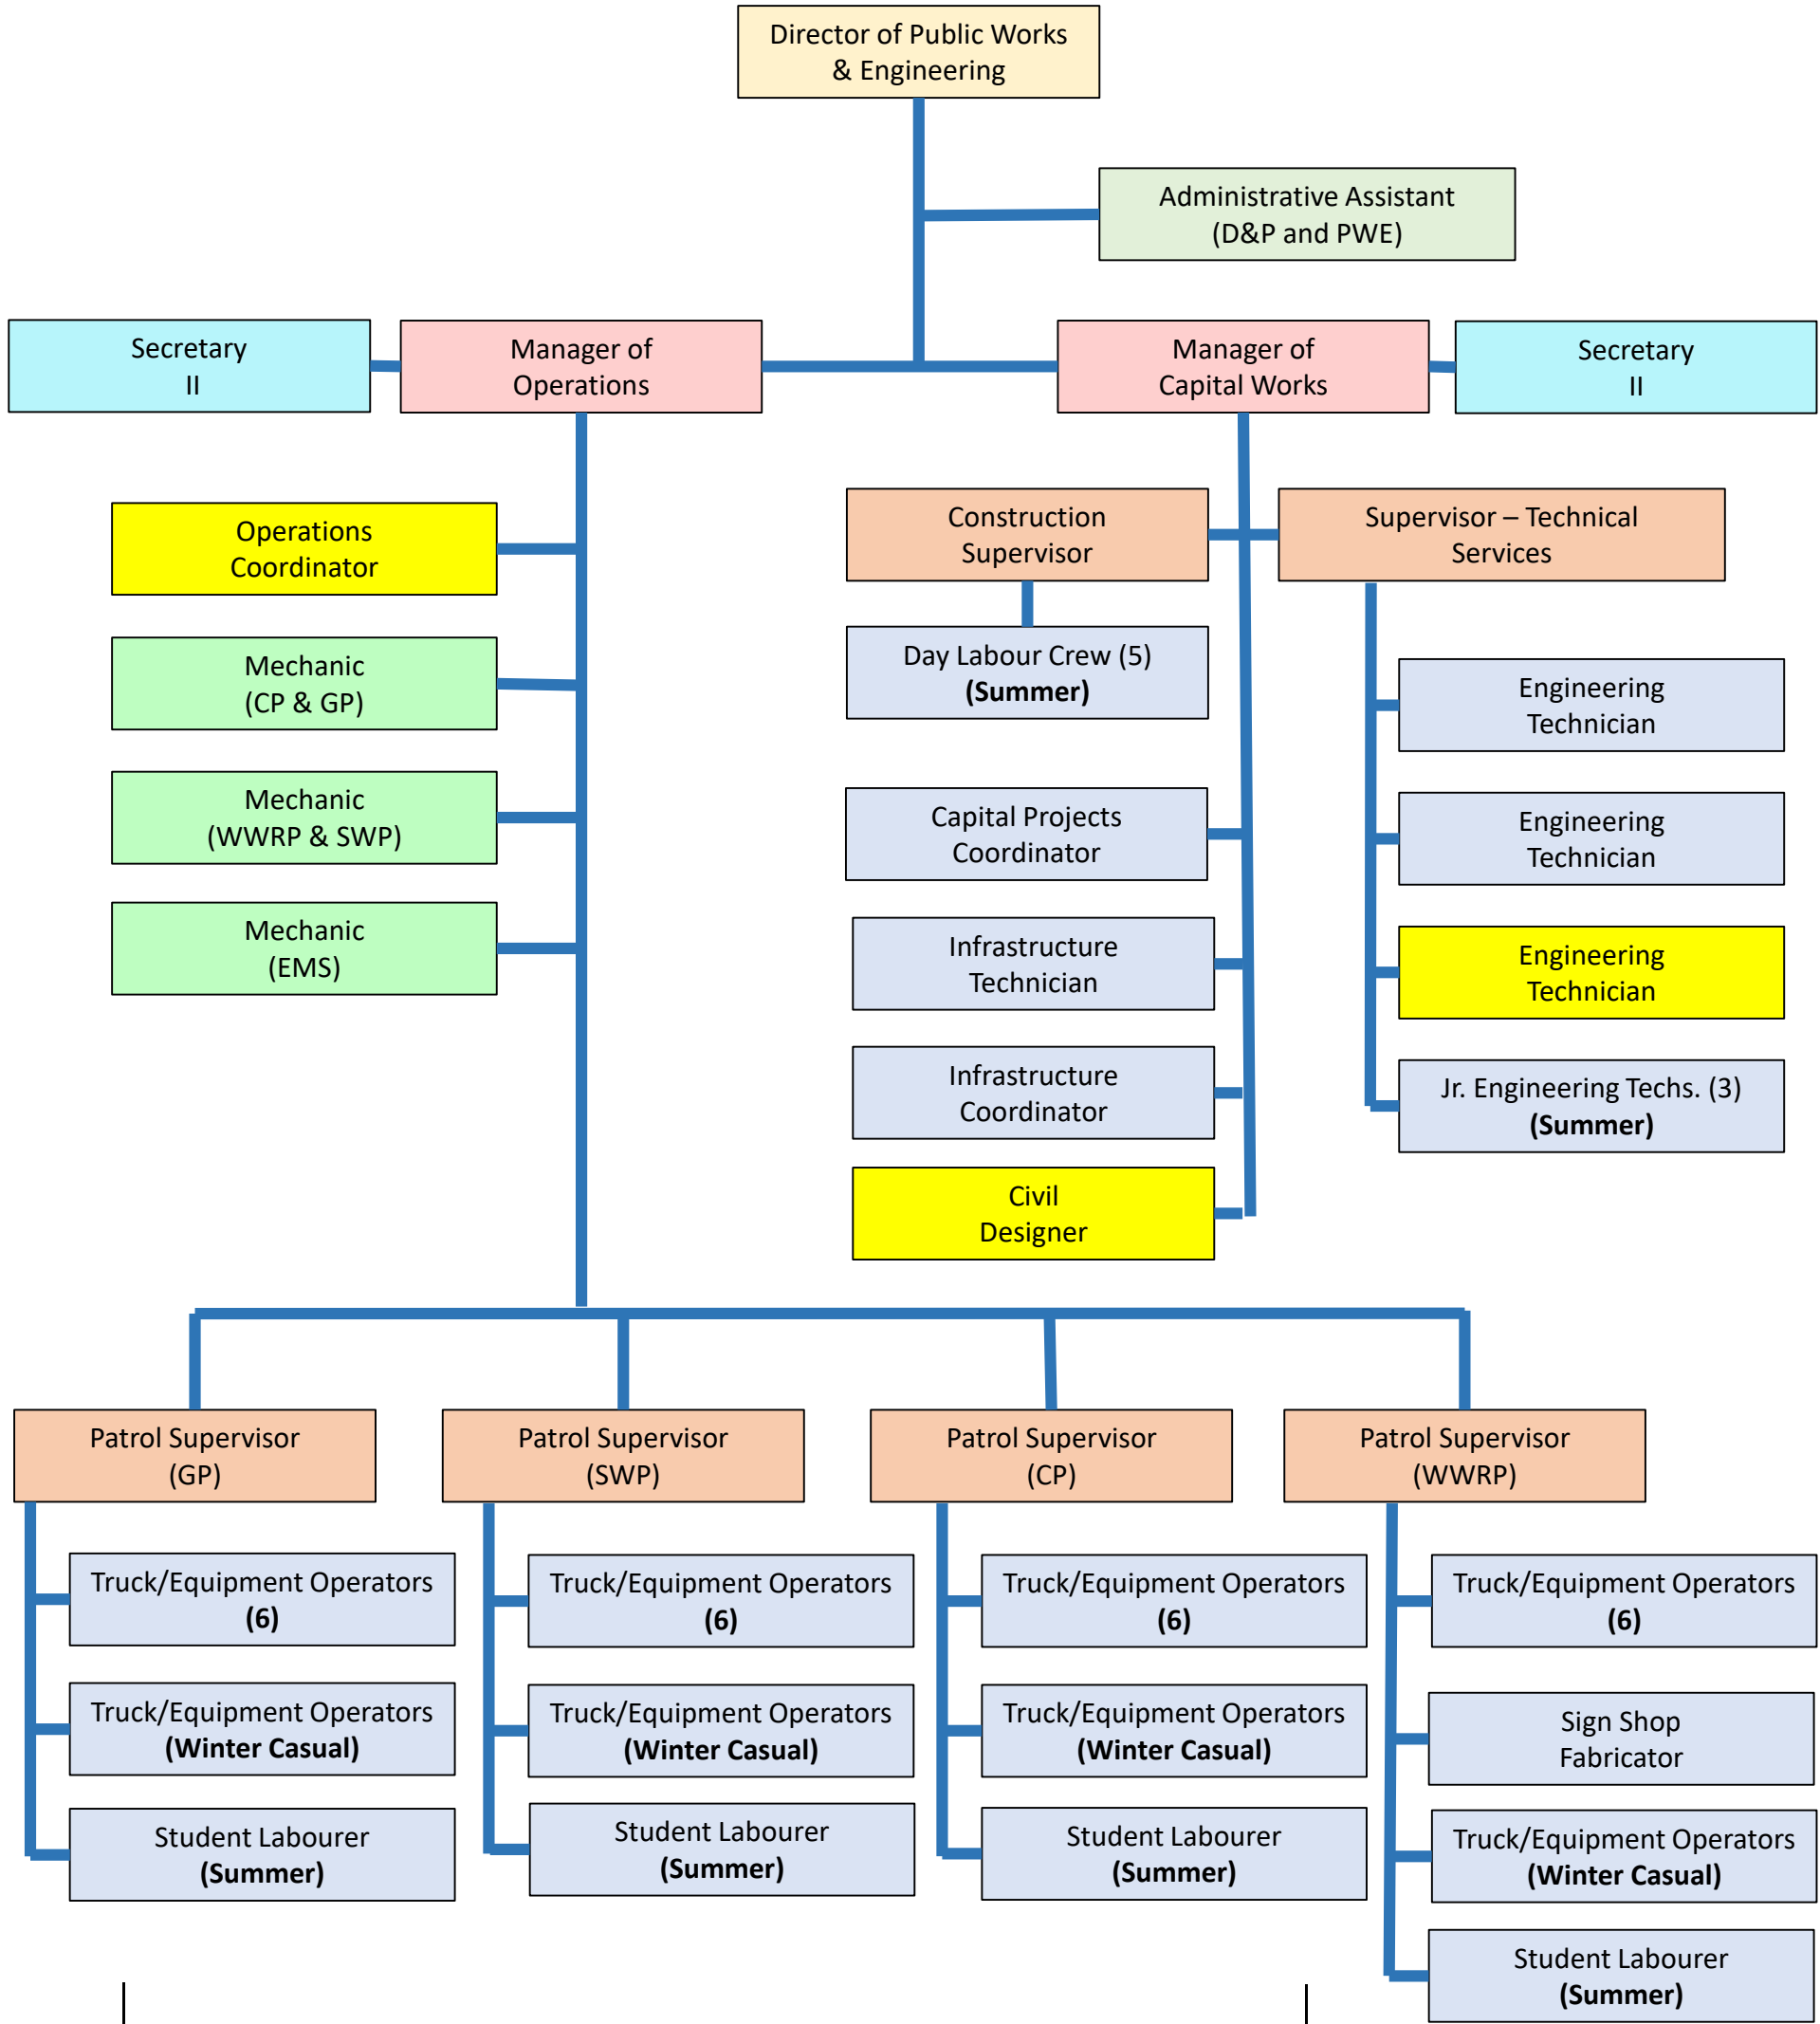 Director of Public Works
& Engineering
Administrative Assistant
(D&P and PWE)
Secretary
II
Manager of
Operations
Manager of
Capital Works
Secretary
II
Operations
Coordinator
Mechanic
(CP & GP)
Mechanic
(WWRP & SWP)
Mechanic
(EMS)
Construction
Supervisor
Day Labour Crew (5)
(Summer)
Capital Projects
Coordinator
Infrastructure
Technician
Infrastructure
Coordinator
Civil
Designer
Supervisor – Technical
Services
Engineering
Technician
Engineering
Technician
Engineering
Technician
Jr. Engineering Techs. (3)
(Summer)
Patrol Supervisor
(GP)
Truck/Equipment Operators
(6)
Truck/Equipment Operators
(Winter Casual)
Student Labourer
(Summer)
Patrol Supervisor
(SWP)
Truck/Equipment Operators
(6)
Truck/Equipment Operators
(Winter Casual)
Student Labourer
(Summer)
Patrol Supervisor
(CP)
Truck/Equipment Operators
(6)
Truck/Equipment Operators
(Winter Casual)
Student Labourer
(Summer)
Patrol Supervisor
(WWRP)
Truck/Equipment Operators
(6)
Sign Shop
Fabricator
Truck/Equipment Operators
(Winter Casual)
Student Labourer
(Summer)